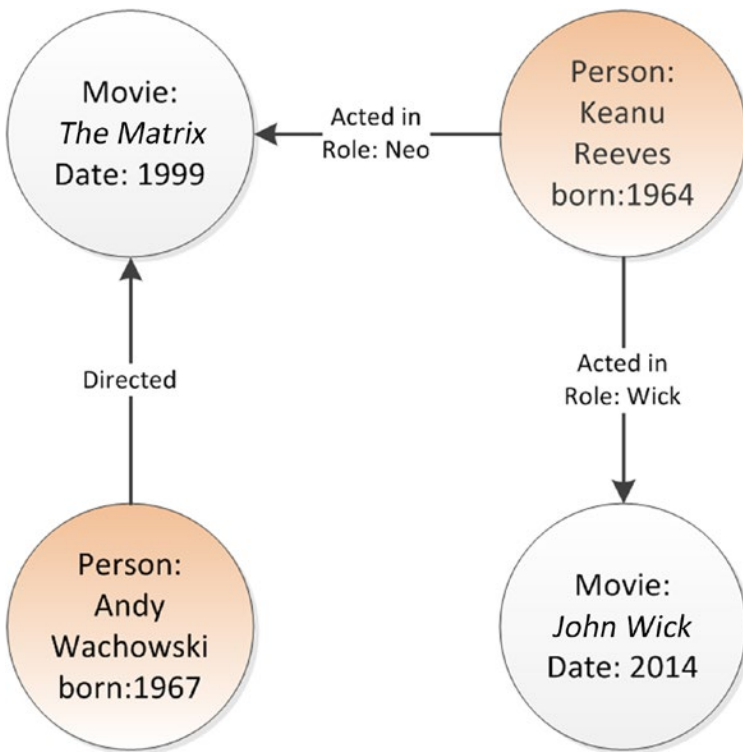 Movie:
The Matrix
Date: 1999
Acted in
Role: Neo
Person:
Keanu
Reeves
born:1964
Directed
Acted in
Role: Wick
Person:
Andy
Wachowski
born:1967
Movie:
John Wick
Date: 2014